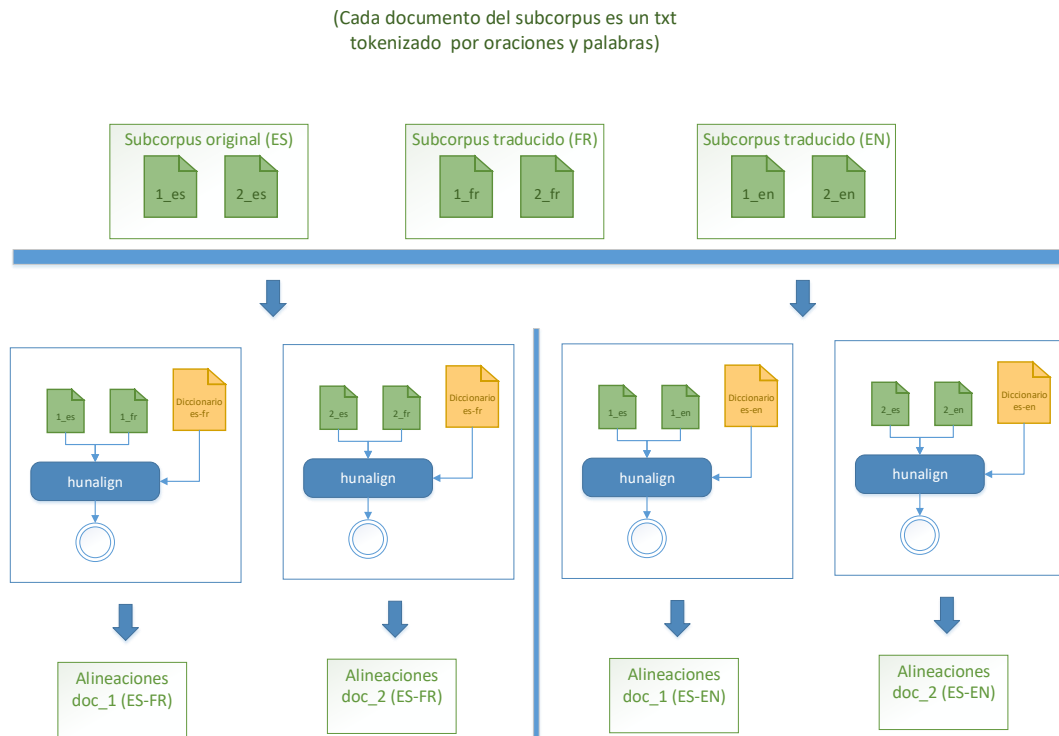 (Cada documento del subcorpus es un txt
tokenizado por oraciones y palabras)
Subcorpus original (ES)
1_es
2_es
Subcorpus traducido (FR)
1_fr
2_fr
Subcorpus traducido (EN)
1_en
2_en
1_es
1_fr
Diccionario
es-fr
hunalign
2_es
2_fr
Diccionario
es-fr
hunalign
1_es
1_en
Diccionario
es-en
hunalign
2_es
2_en
Diccionario
es-en
hunalign
Alineaciones
doc_1 (ES-FR)
Alineaciones
doc_2 (ES-FR)
Alineaciones
doc_1 (ES-EN)
Alineaciones
doc_2 (ES-EN)